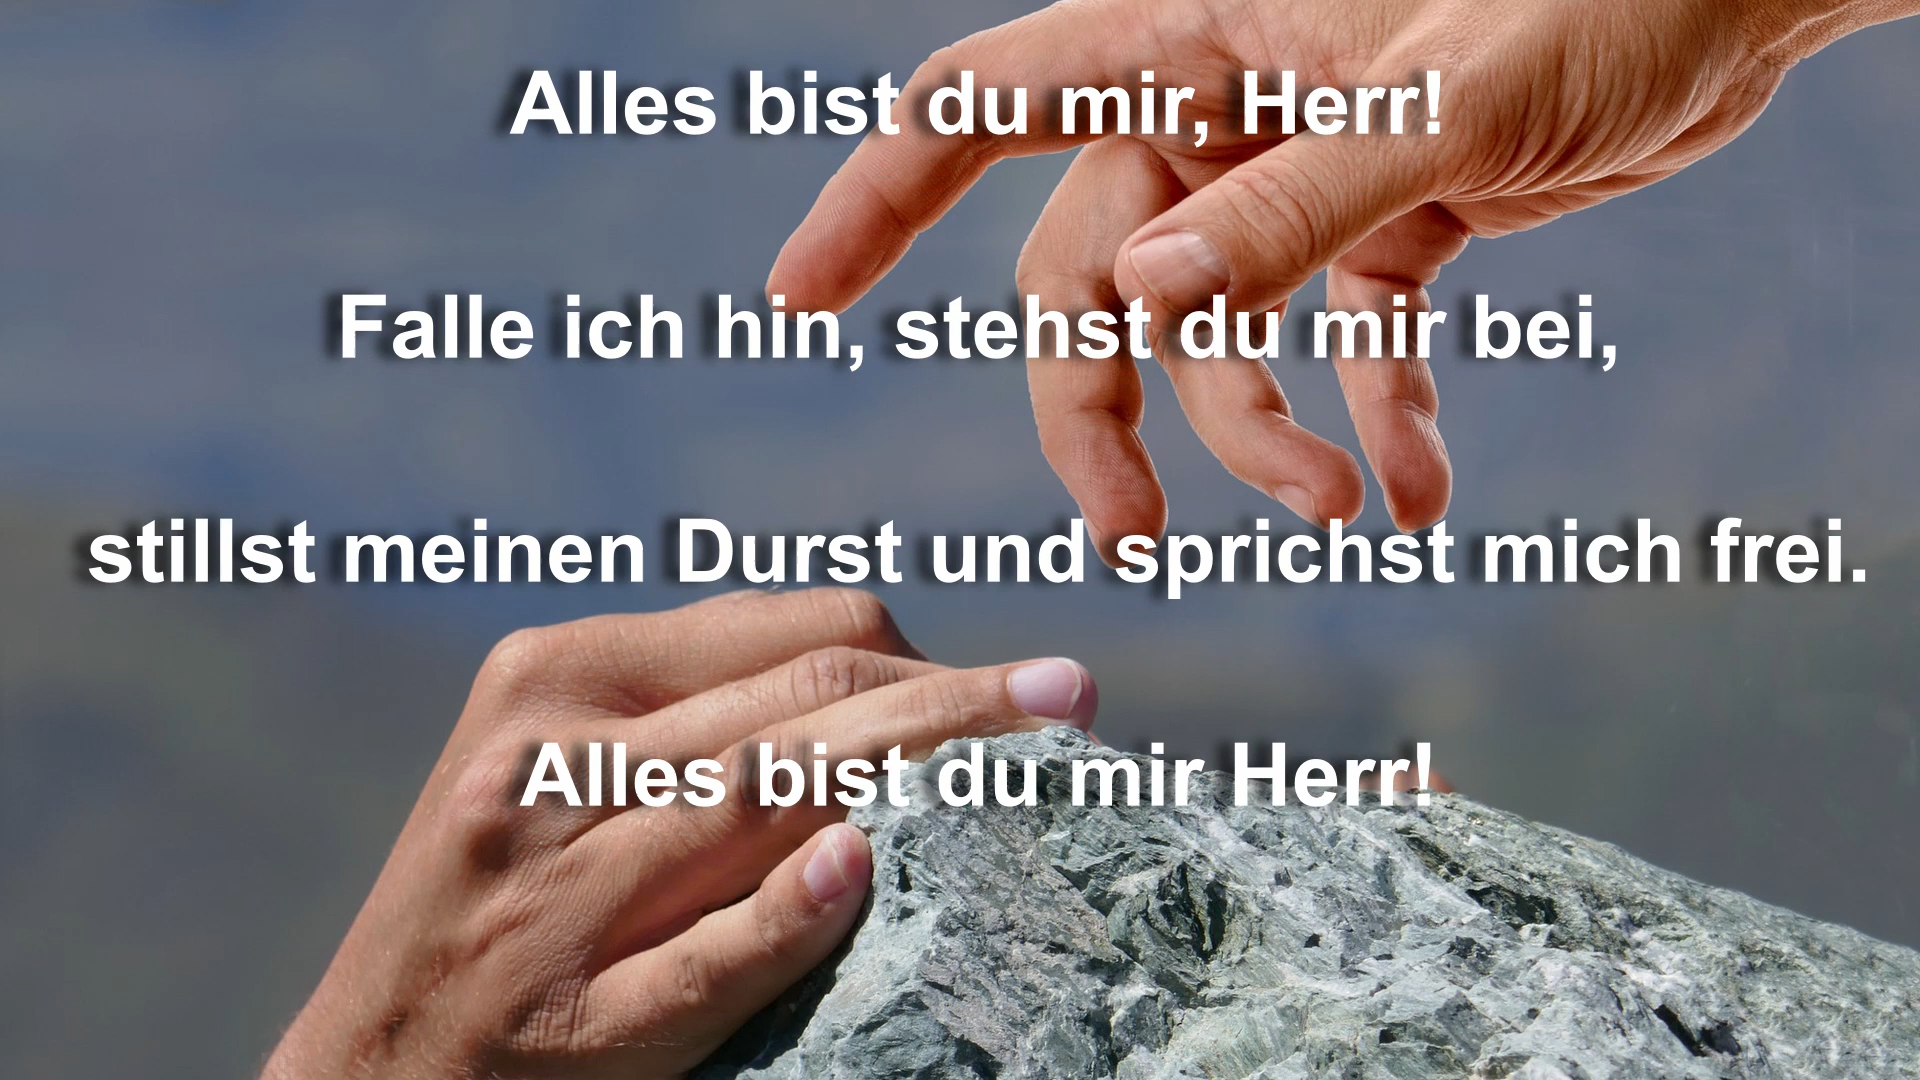 Alles bist du mir, Herr!
Falle ich hin, stehst du mir bei,
stillst meinen Durst und sprichst mich frei.
Alles bist du mir Herr!